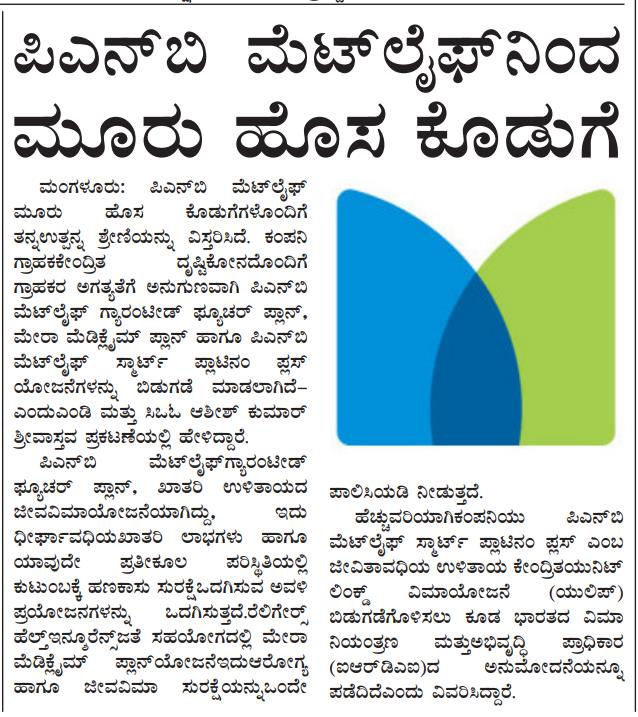 ಪಿಎನ್‌ಬಿ ಮೆಟ್‌ಲೈಫ್‌ನಿಂದ
ಮೂರು ಹೊಸ ಕೊಡುಗೆ
ಮಂಗಳೂರು: ಪಿಎನ್‌ಬಿ ಮೆಟ್‌ಲೈಫ್
ಮೂರು ಹೊಸ ಕೊಡುಗೆಗಳೊಂದಿಗೆ
ತನ್ನಉತ್ಪನ್ನ ಶ್ರೇಣಿಯನ್ನು ವಿಸ್ತರಿಸಿದೆ. ಕಂಪನಿ
ಗ್ರಾಹಕಕೇಂದ್ರಿತ ದೃಷ್ಟಿಕೋನದೊಂದಿಗೆ
ಗ್ರಾಹಕರ ಅಗತ್ಯತೆಗೆ ಅನುಗುಣವಾಗಿ ಪಿಎನ್‌ಬಿ
ಮೆಟ್‌ಲೈಫ್ ಗ್ಯಾರಂಟೀಡ್ ಫ್ಯೂಚರ್ ಪ್ಲಾನ್,
ಮೇರಾ ಮೆಡಿಕ್ಲೈಮ್ ಪ್ಲಾನ್ ಹಾಗೂ ಪಿಎನ್‌ಬಿ
ಮೆಟ್‌ಲೈಫ್ ಸ್ಮಾರ್ಟ್ ಪ್ಲಾಟಿನಂ ಪ್ಲಸ್
ಯೋಜನೆಗಳನ್ನು ಬಿಡುಗಡೆ ಮಾಡಲಾಗಿದೆ–
ಎಂದುಎಂಡಿ ಮತ್ತು ಸಿಒಓ ಆಶೀಶ್ ಕುಮಾರ್
ಶ್ರೀವಾಸ್ತವ ಪ್ರಕಟಣೆಯಲ್ಲಿ ಹೇಳಿದ್ದಾರೆ.
ಪಿಎನ್‌ಬಿ ಮೆಟ್‌ಲೈಫ್‌ಗ್ಯಾರಂಟೀಡ್
ಫ್ಯೂಚರ್ ಪ್ಲಾನ್, ಖಾತರಿ ಉಳಿತಾಯದ
ಜೀವವಿಮಾಯೋಜನೆಯಾಗಿದ್ದು, ಇದು
ಧೀರ್ಘಾವಧಿಯಖಾತರಿ ಲಾಭಗಳು ಹಾಗೂ
ಯಾವುದೇ ಪ್ರತೀಕೂಲ ಪರಿಸ್ಥಿತಿಯಲ್ಲಿ
ಕುಟುಂಬಕ್ಕೆ ಹಣಕಾಸು ಸುರಕ್ಷೆಒದಗಿಸುವ ಅವಳಿ
ಪ್ರಯೋಜನಗಳನ್ನು ಒದಗಿಸುತ್ತದೆ.ರೆಲಿಗೇರ್ಸ್
ಹೆಲ್ತ್‌ಇನ್ಶೂರೆನ್ಸ್‌ಜತೆ ಸಹಯೋಗದಲ್ಲಿ ಮೇರಾ
ಮೆಡಿಕ್ಲೈಮ್ ಪ್ಲಾನ್‌ಯೋಜನೆಇದುಆರೋಗ್ಯ
ಹಾಗೂ ಜೀವವಿಮಾ ಸುರಕ್ಷೆಯನ್ನುಒಂದೇ
ಪಾಲಿಸಿಯಡಿ ನೀಡುತ್ತದೆ.
ಹೆಚ್ಚುವರಿಯಾಗಿಕಂಪನಿಯು ಪಿಎನ್‌ಬಿ
ಮೆಟ್‌ಲೈಫ್ ಸ್ಮಾರ್ಟ್ ಪ್ಲಾಟಿನಂ ಪ್ಲಸ್ ಎಂಬ
ಜೀವಿತಾವಧಿಯ ಉಳಿತಾಯ ಕೇಂದ್ರಿತಯುನಿಟ್
ಲಿಂಕ್ಡ್ ವಿಮಾಯೋಜನೆ (ಯುಲಿಪ್)
ಬಿಡುಗಡೆಗೊಳಿಸಲು ಕೂಡ ಭಾರತದ ವಿಮಾ
ನಿಯಂತ್ರಣ ಮತ್ತುಅಭಿವೃದ್ಧಿ ಪ್ರಾಧಿಕಾರ
(ಐಆರ್‌ಡಿಎಐ)ದ ಅನುಮೋದನೆಯನ್ನೂ
ಪಡೆದಿದೆಎಂದು ವಿವರಿಸಿದ್ದಾರೆ.